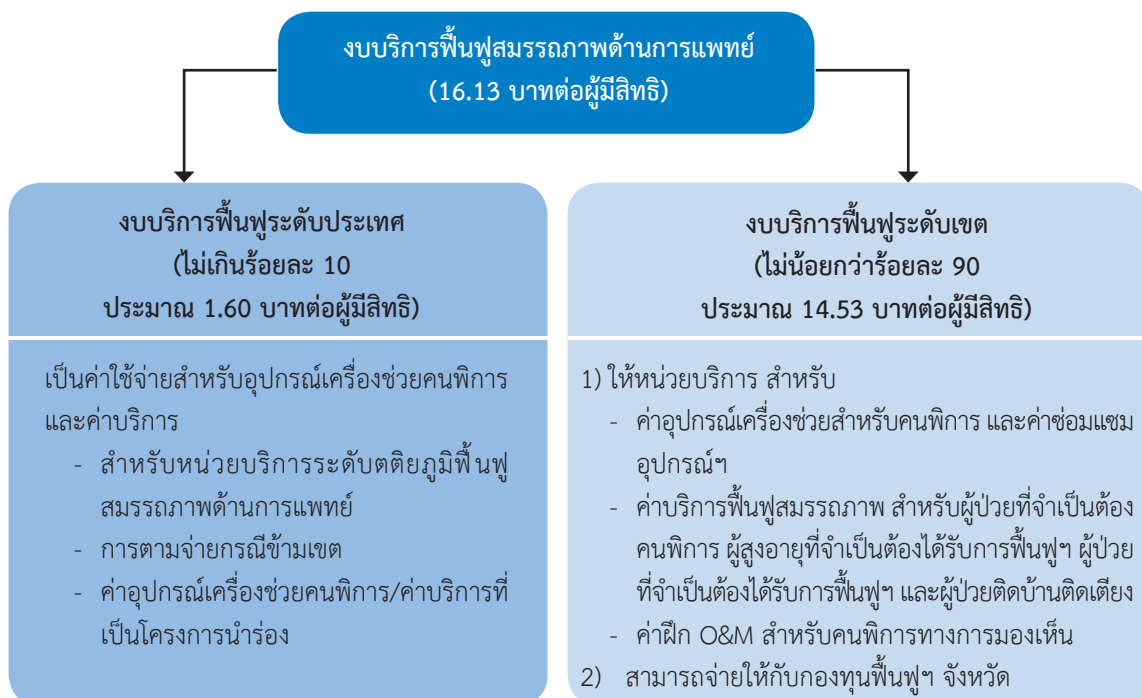 งบบริการฟื้นฟูสมรรถภาพด้านการแพทย์
(16.13 บาทต่อผู้มีสิทธิ)
งบบริการฟื้นฟูระดับประเทศ
(ไม่เกินร้อยละ 10
ประมาณ 1.60 บาทต่อผู้มีสิทธิ)
เป็นค่าใช้จ่ายสำหรับอุปกรณ์เครื่องช่วยคนพิการ
และค่าบริการ
- สำหรับหน่วยบริการระดับตติยภูมิฟื้นฟู
สมรรถภาพด้านการแพทย์
- การตามจ่ายกรณีข้ามเขต
- ค่าอุปกรณ์เครื่องช่วยคนพิการ/ค่าบริการที่
เป็นโครงการนำร่อง
งบบริการฟื้นฟูระดับเขต
(ไม่น้อยกว่าร้อยละ 90
ประมาณ 14.53 บาทต่อผู้มีสิทธิ)
1) ให้หน่วยบริการ สำหรับ
- ค่าอุปกรณ์เครื่องช่วยสำหรับคนพิการ และค่าซ่อมแซม
อุปกรณ์ฯ
- ค่าบริการฟื้นฟูสมรรถภาพ สำหรับผู้ป่วยที่จำเป็นต้อง
คนพิการ ผู้สูงอายุที่จำเป็นต้องได้รับการฟื้นฟูฯ ผู้ป่วย
ที่จำเป็นต้องได้รับการฟื้นฟูฯ และผู้ป่วยติดบ้านติดเตียง
- ค่าฝึก O&M สำหรับคนพิการทางการมองเห็น
2) สามารถจ่ายให้กับกองทุนฟื้นฟูฯ จังหวัด